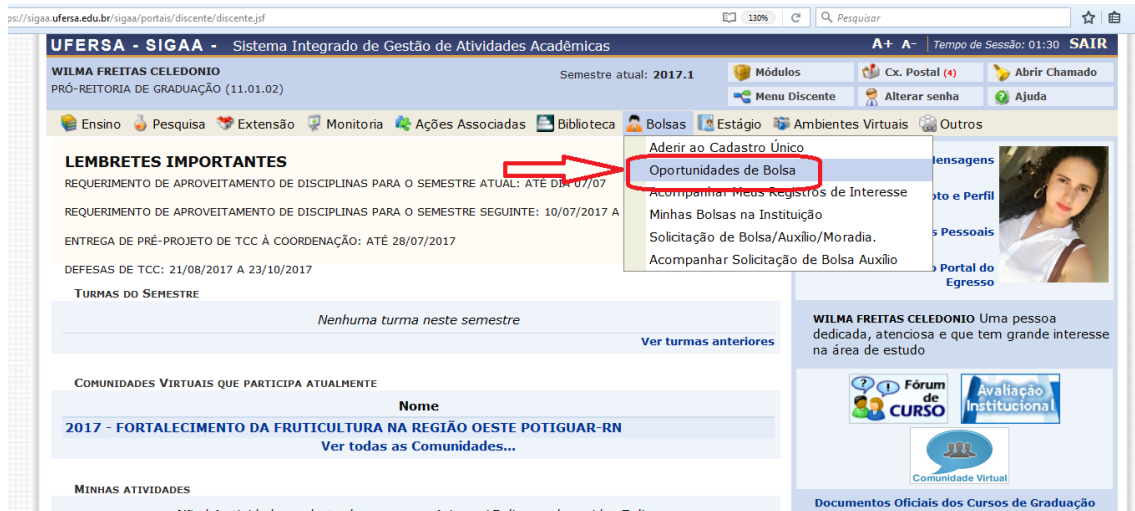 ps://sigaa.ufersa.edu.br/sigaa/portais/discente/discente.jsf 130% Pesquisar
UFERSA - SIGAA - Sistema Integrado de Gestão de Atividades Acadêmicas A+ A- Tempo de Sessão: 01:30 SAIR
WILMA FREITAS CELEDONIO Semestre atual: 2017.1 Módulos Cx. Postal (4) Abrir Chamado
PRÓ-REITORIA DE GRADUAÇÃO (11.01.02) Menu Discente Alterar senha Ajuda
Ensino Pesquisa Extensão Monitoria Ações Associadas Biblioteca Bolsas Estágio Ambientes Virtuais Outros
Aderir ao Cadastro Único
Oportunidades de Bolsa
Acompanhar Meus Registros de Interesse
Minhas Bolsas na Instituição
Solicitação de Bolsa/Auxílio/Moradia.
Acompanhar Solicitação de Bolsa Auxílio
LEMBRETES IMPORTANTES
REQUERIMENTO DE APROVEITAMENTO DE DISCIPLINAS PARA O SEMESTRE ATUAL: ATÉ DIA 07/07
REQUERIMENTO DE APROVEITAMENTO DE DISCIPLINAS PARA O SEMESTRE SEGUINTE: 10/07/2017 A
ENTREGA DE PRÉ-PROJETO DE TCC À COORDENAÇÃO: ATÉ 28/07/2017
DEFESAS DE TCC: 21/08/2017 A 23/10/2017
TURMAS DO SEMESTRE
Nenhuma turma neste semestre
Ver turmas anteriores
COMUNIDADES VIRTUAIS QUE PARTICIPA ATUALMENTE
Nome
2017 - FORTALECIMENTO DA FRUTICULTURA NA REGIÃO OESTE POTIGUAR-RN
Ver todas as Comunidades...
MINHAS ATIVIDADES
Mensagens
oto e Perfil
s Pessoais
o Portal do
Egresso
WILMA FREITAS CELEDONIO Uma pessoa
dedicada, atenciosa e que tem grande interesse
na área de estudo
Fórum
de
CURSO
Avaliação
Institucional
Comunidade Virtual
Documentos Oficiais dos Cursos de Graduação